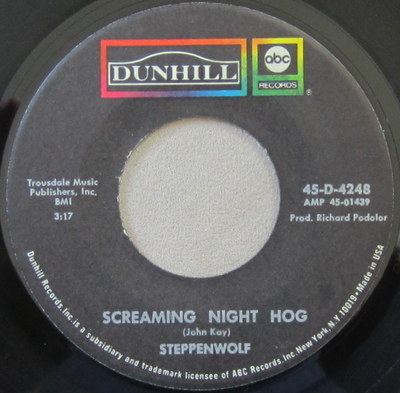 DUNHILL
abc
RECORDS
®
Trousdale Music
Publishers, Inc,
BMI
3:17
45-D-4248
AMP 45-01439
Prod. Richard Podolor
SCREAMING NIGHT HOG
(John Kay)
STEPPENWOLF
Dunhill Records, Inc. is a subsidiary and trademark licensee of ABC Records, Inc. New York, N.Y 10019 • Made in USA